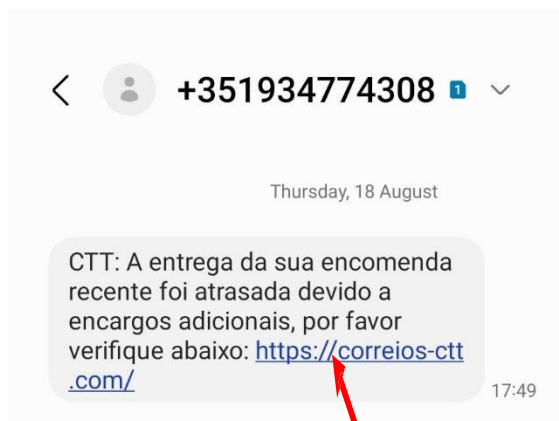 +351934774308 1
Thursday, 18 August
CTT: A entrega da sua encomenda
recente foi atrasada devido a
encargos adicionais, por favor
verifique abaixo: https://correios-ctt
.com/
17:49